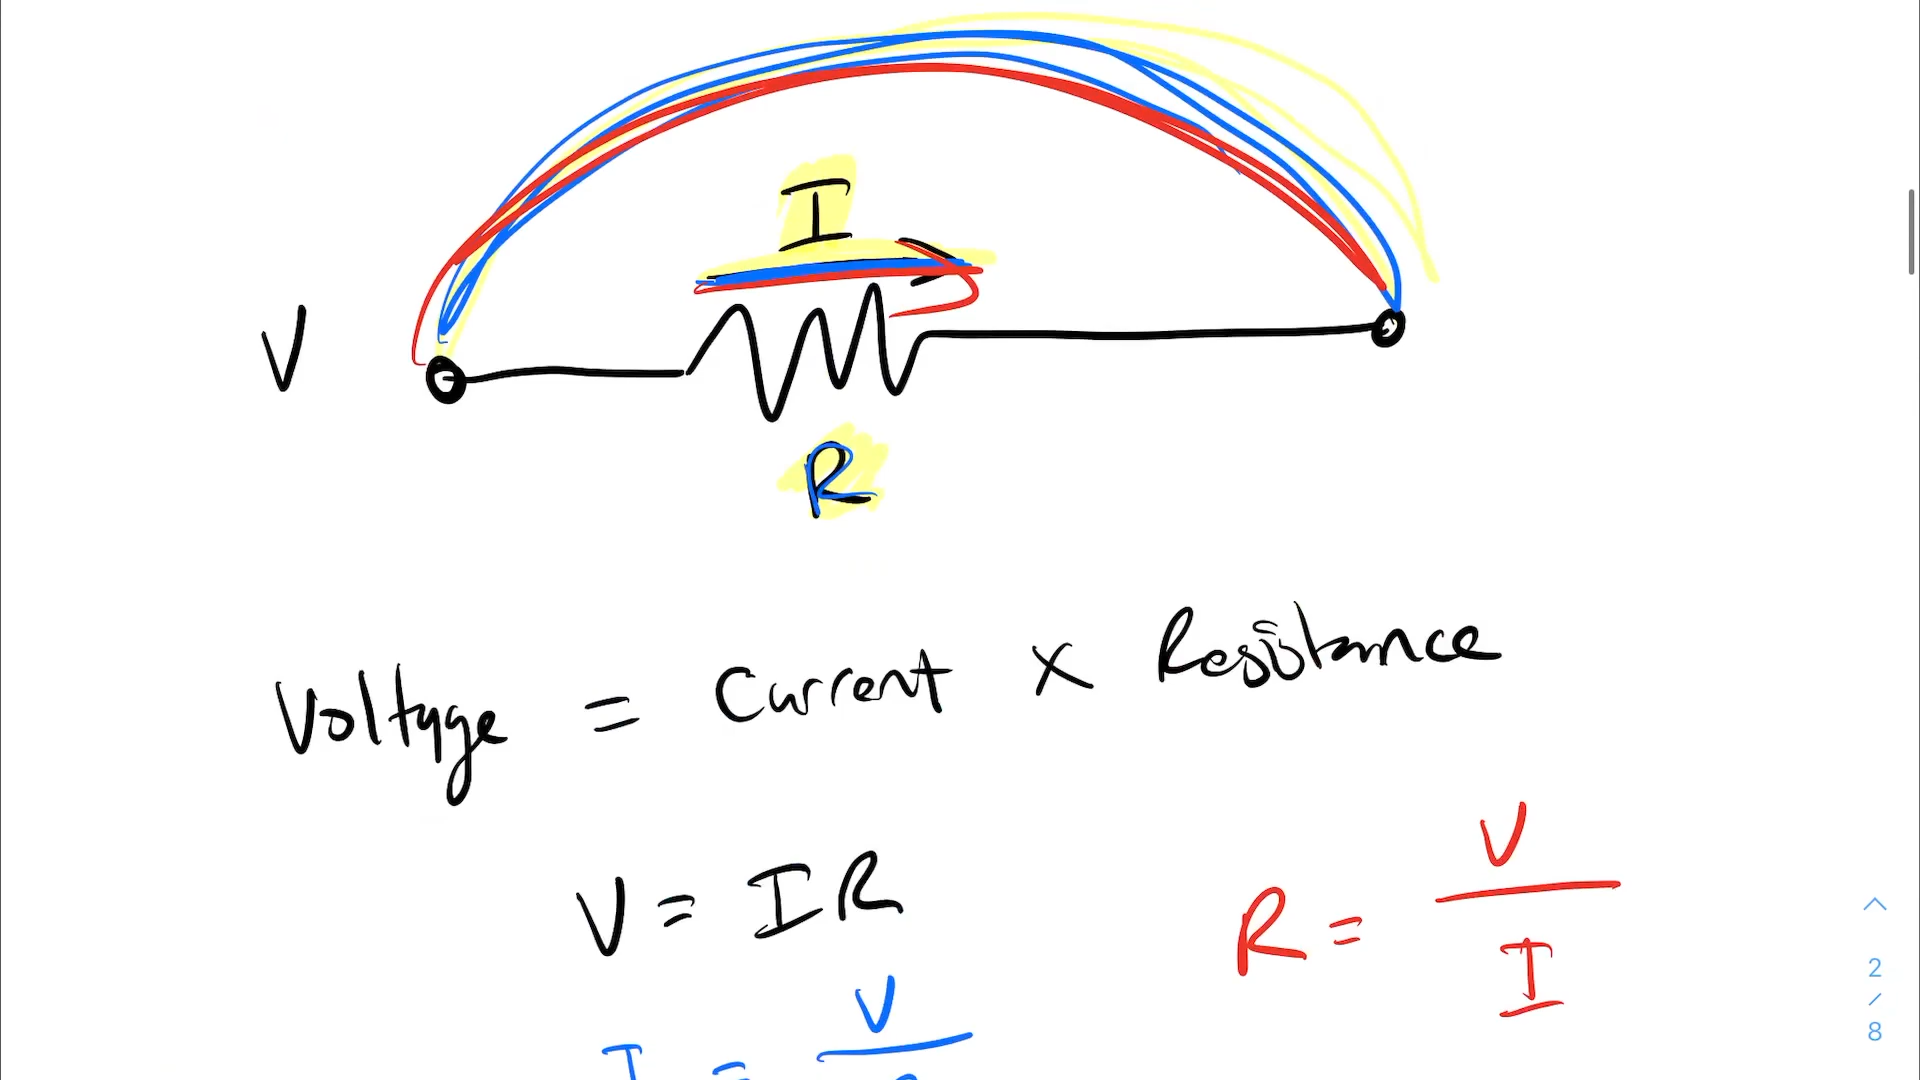 I
V
R
Voltage = Current x Resistance
V = IR
R = V / I
I = V
2 / 8